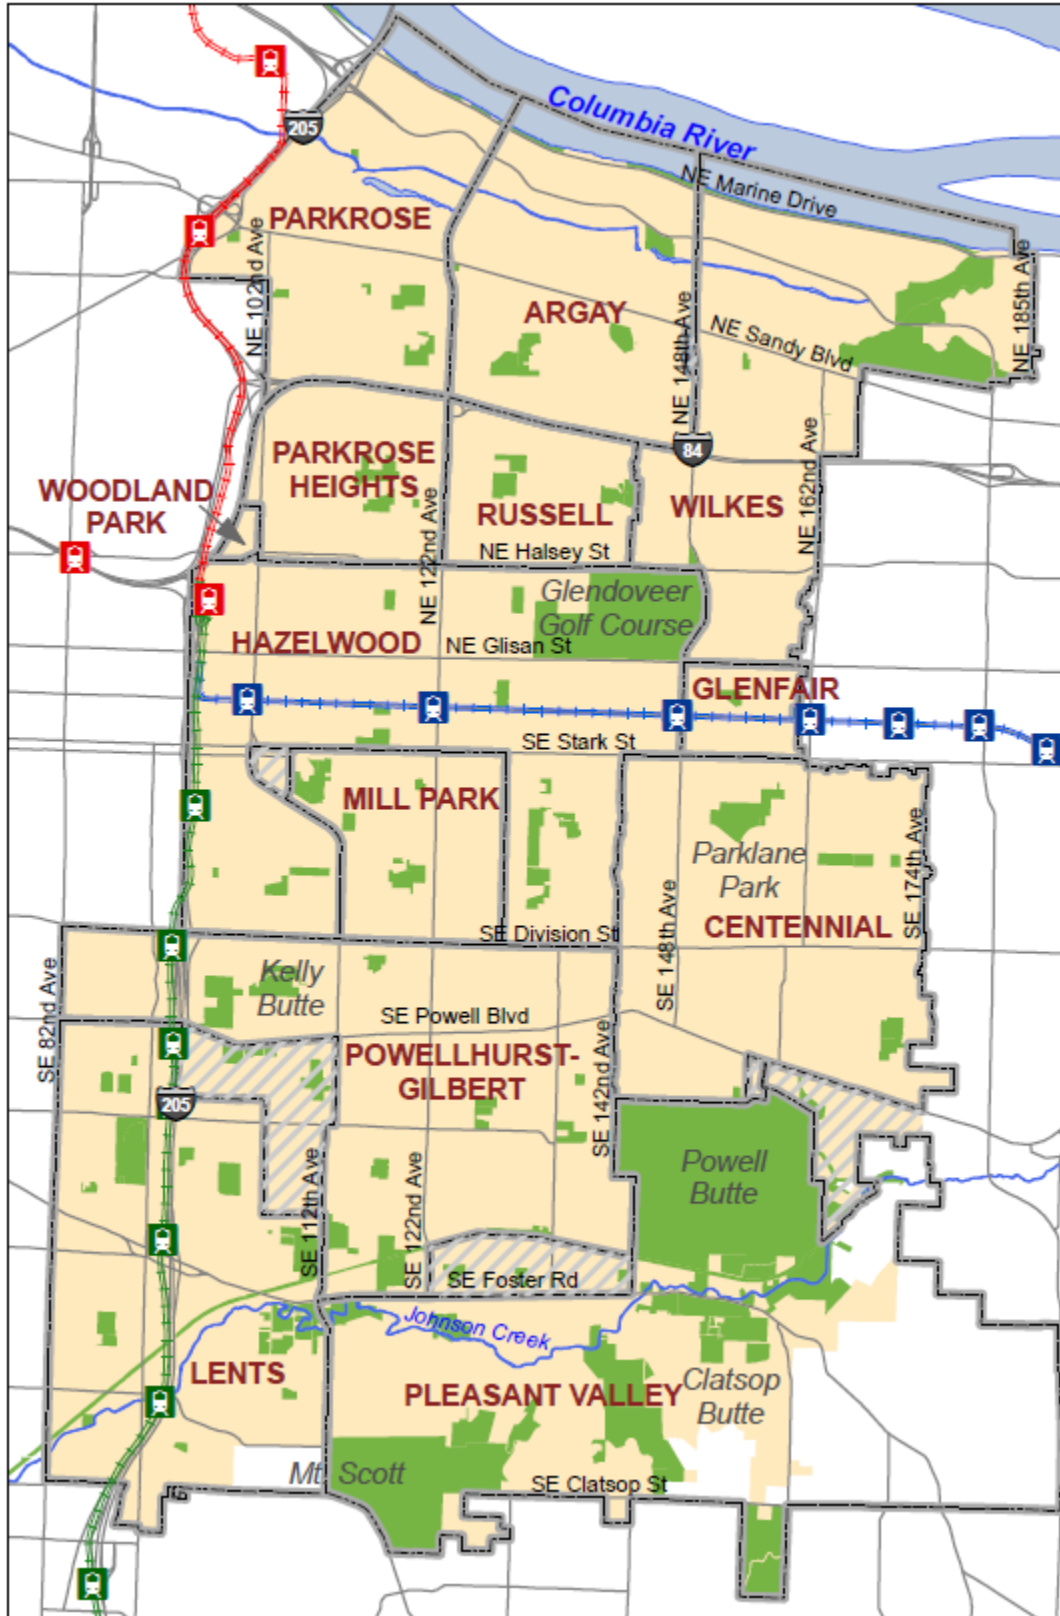 Columbia River
205
NE Marine Drive
PARKROSE
NE 102nd Ave
ARGAY
NE 148th Ave
NE Sandy Blvd
NE 185th Ave
PARKROSE
HEIGHTS
84
WOODLAND
PARK
NE 122nd Ave
RUSSELL
WILKES
NE 162nd Ave
NE Halsey St
Glendoveer
Golf Course
HAZELWOOD
NE Glisan St
GLENFAIR
SE Stark St
MILL PARK
Parklane
Park
SE 174th Ave
CENTENNIAL
SE 148th Ave
SE Division St
Kelly
Butte
SE 82nd Ave
SE Powell Blvd
POWELLHURST-
GILBERT
SE 142nd Ave
205
Powell
Butte
SE 112th Ave
SE 122nd Ave
SE Foster Rd
Johnson Creek
LENTS
PLEASANT VALLEY
Clatsop
Butte
Mt. Scott
SE Clatsop St